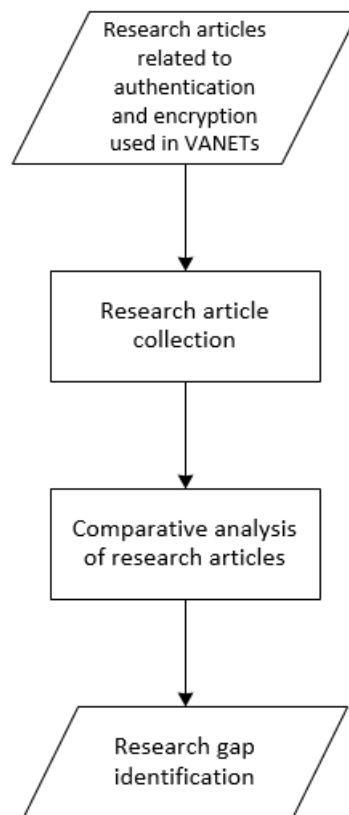 Research articles
related to
authentication
and encryption
used in VANETs
Research article
collection
Comparative analysis
of research articles
Research gap
identification